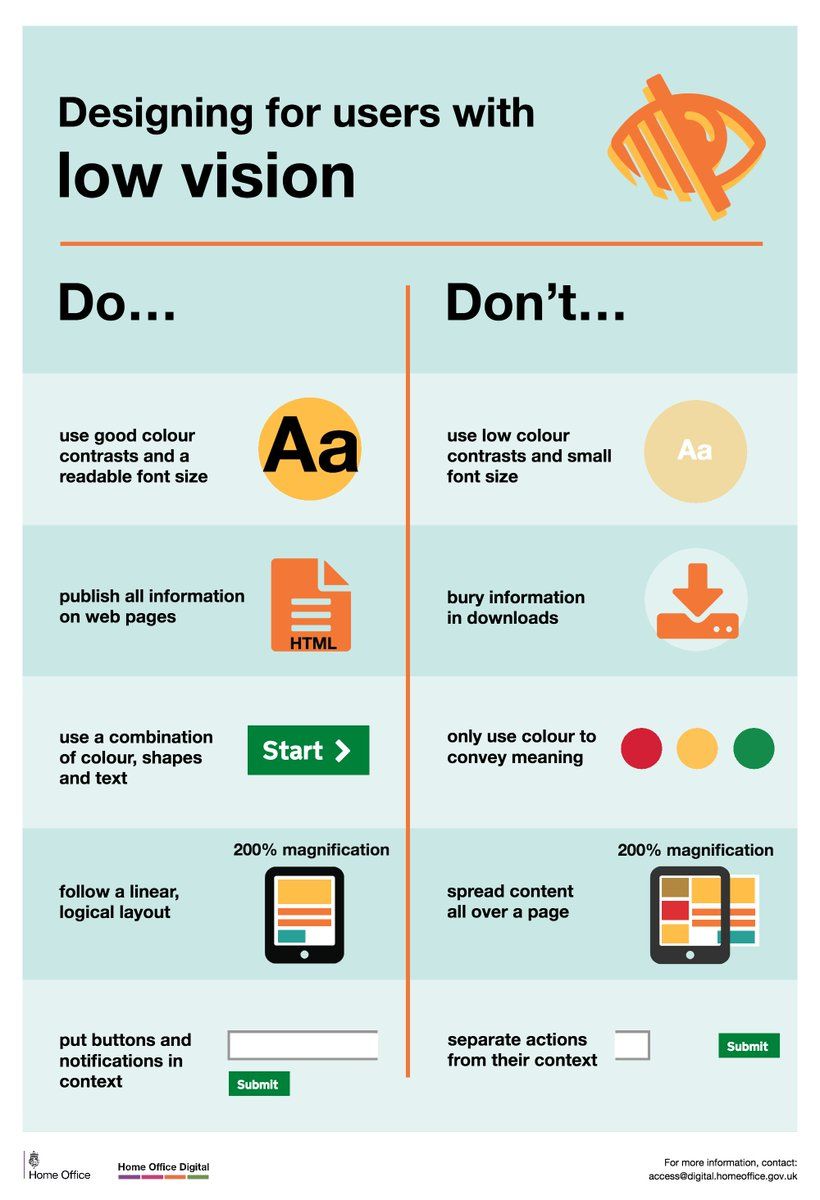 Designing for users with
low vision
Do…
Don’t…
use good colour
contrasts and a
readable font size
Aa
use low colour
contrasts and small
font size
Aa
publish all information
on web pages
HTML
bury information
in downloads
use a combination
of colour, shapes
and text
Start
only use colour to
convey meaning
200% magnification
follow a linear,
logical layout
200% magnification
spread content
all over a page
put buttons and
notifications in
context
Submit
separate actions
from their context
Submit
Home Office
Home Office Digital
For more information, contact:
access@digital.homeoffice.gov.uk